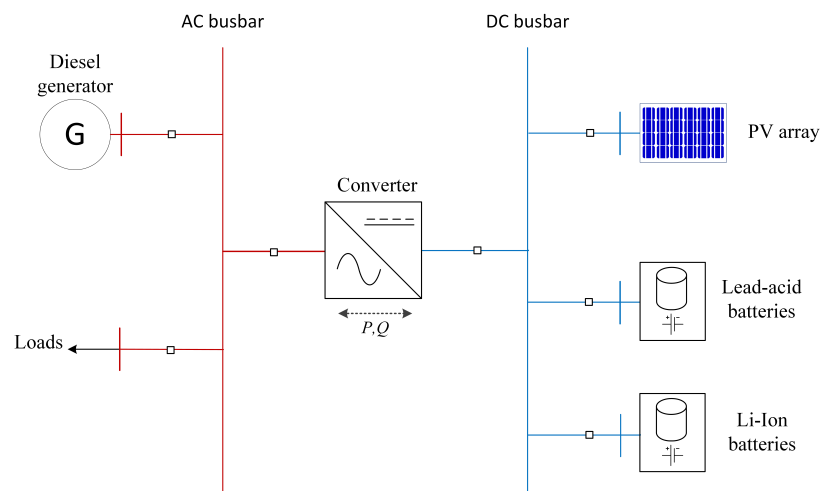 AC busbar
DC busbar
Diesel
generator
G
PV array
Converter
P,Q
Lead-acid
batteries
Loads
Li-Ion
batteries